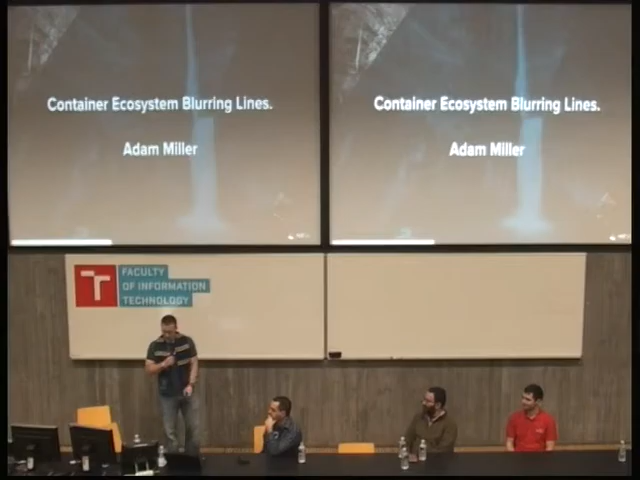 Container Ecosystem Blurring Lines.
Adam Miller
Container Ecosystem Blurring Lines.
Adam Miller
T
FACULTY
OF INFORMATION
TECHNOLOGY